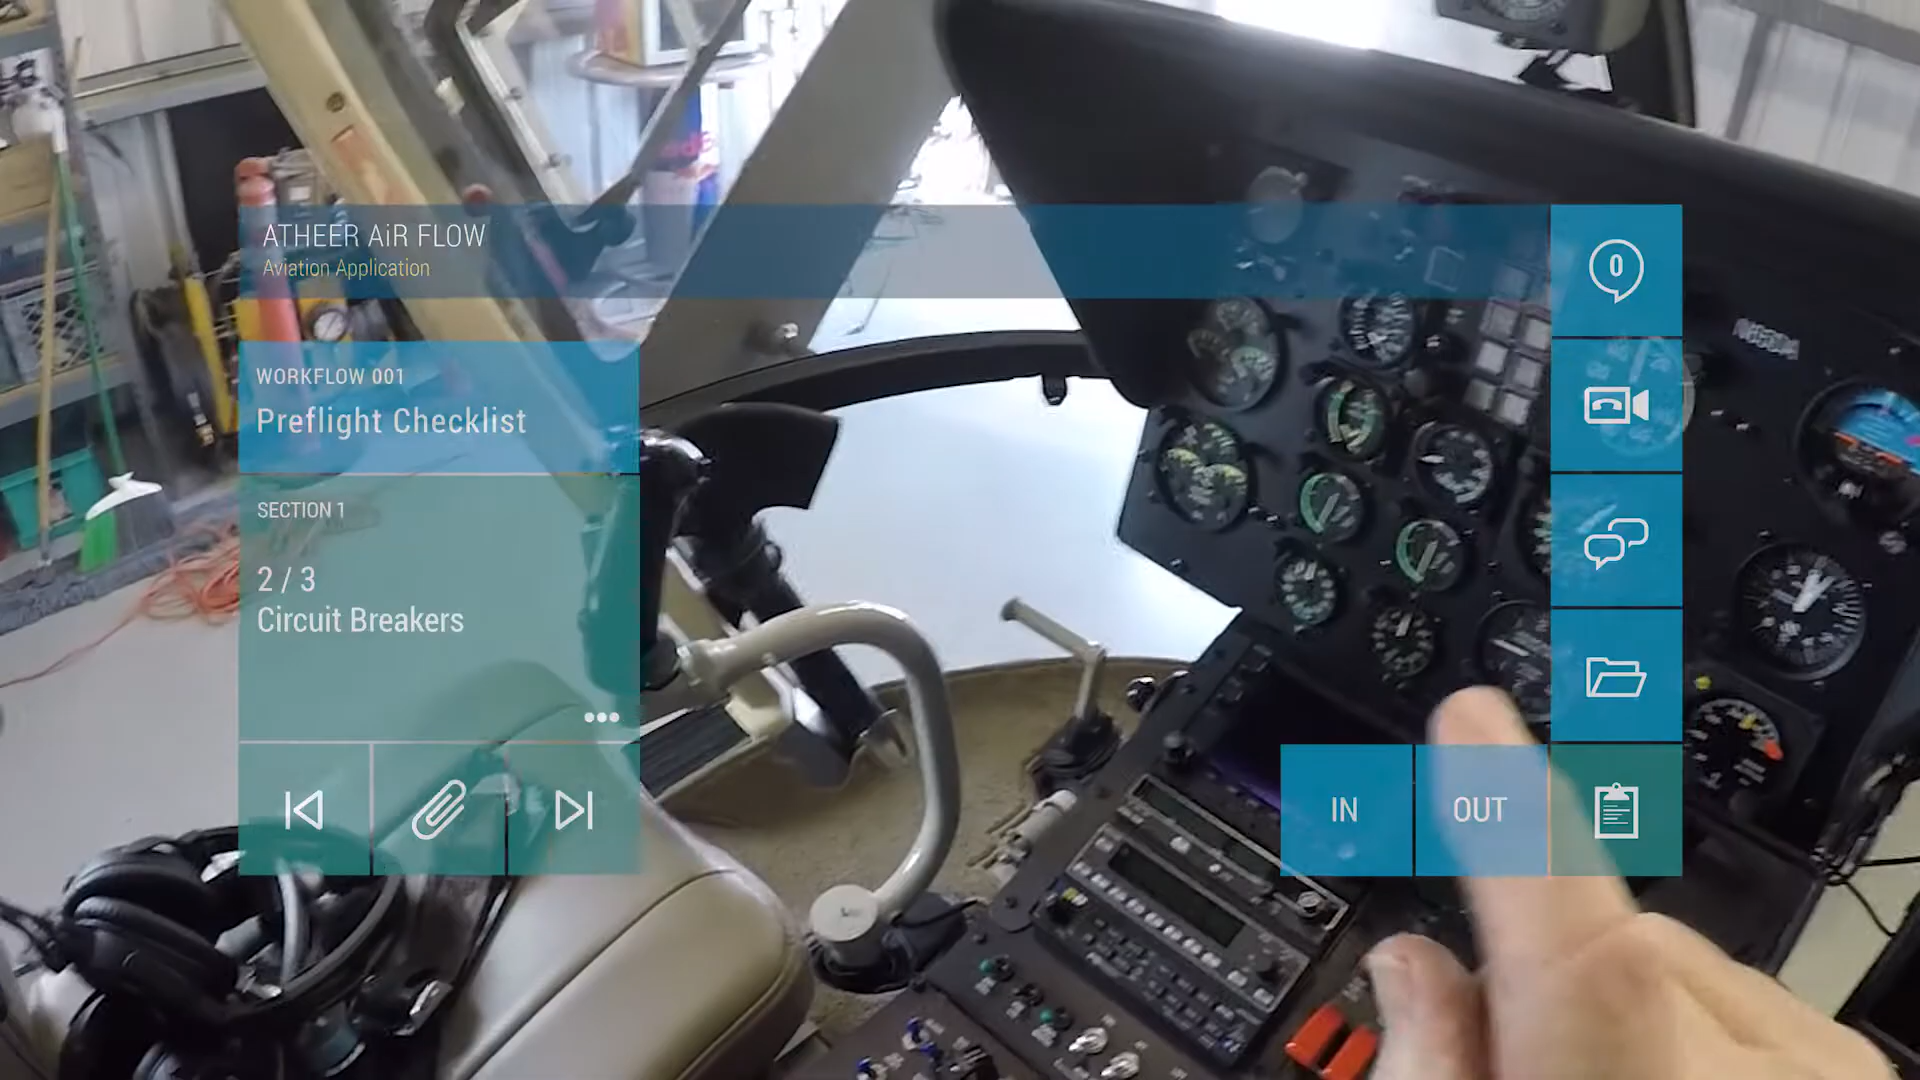 ATHEER AiR FLOW
Aviation Application
0
WORKFLOW 001
Preflight Checklist
SECTION 1
2 / 3
Circuit Breakers
IN
OUT